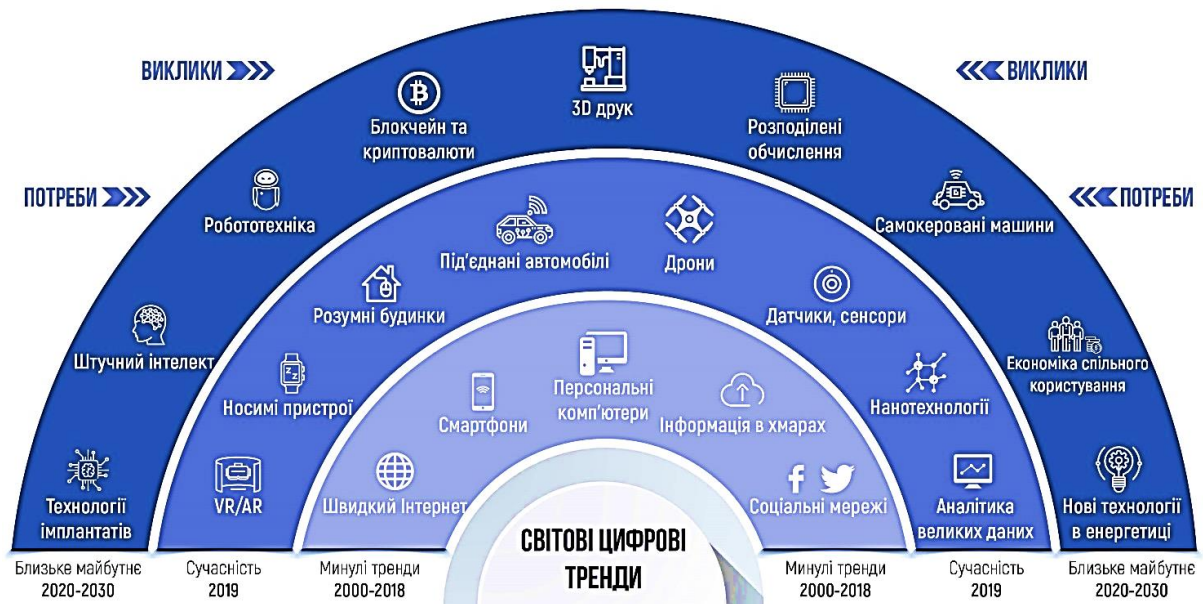 ВИКЛИКИ
ВИКЛИКИ
3D друк
Блокчейн та
криптовалюти
Розподілені
обчислення
ПОТРЕБИ
ПОТРЕБИ
Робототехніка
Самокеровані машини
Під'єднані автомобілі
Дрони
Розумні будинки
Датчики, сенсори
Штучний інтелект
Економіка спільного
користування
Носимі пристрої
Нанотехнології
Персональні
комп'ютери
Смартфони
Інформація в хмарах
Технології
імплантатів
VR/AR
Швидкий Інтернет
Соціальні мережі
Аналітика
великих даних
Нові технології
в енергетиці
СВІТОВІ ЦИФРОВІ
ТРЕНДИ
Близьке майбутнє
2020-2030
Сучасність
2019
Минулі тренди
2000-2018
Минулі тренди
2000-2018
Сучасність
2019
Близьке майбутнє
2020-2030